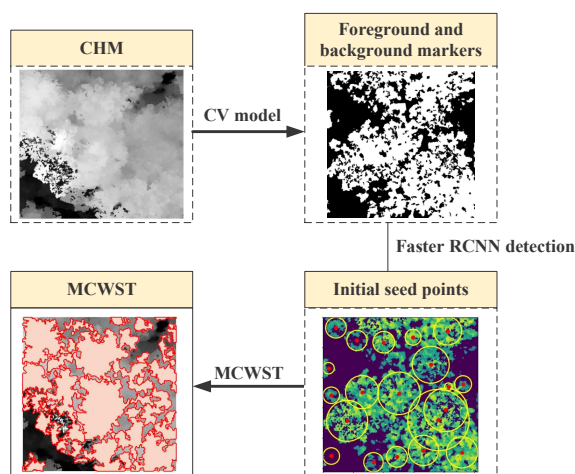 CHM
CV model
Foreground and
background markers
Faster RCNN detection
Initial seed points
MCWST
MCWST